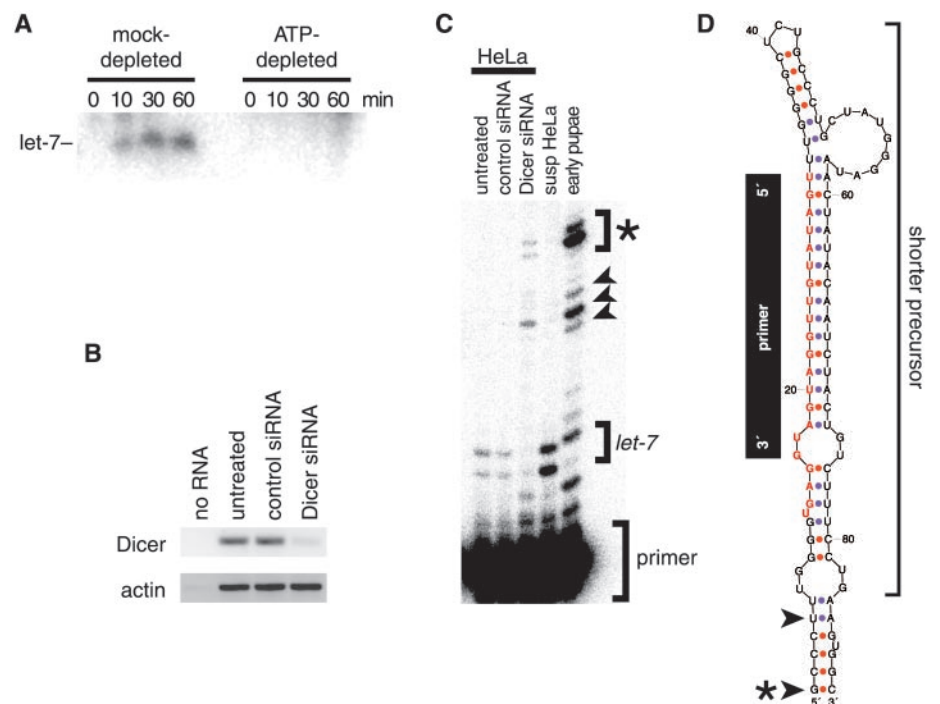 A
mock-
depleted
ATP-
depleted
0 10 30 60 0 10 30 60 min
let-7–
B
no RNA
untreated
control siRNA
Dicer siRNA
Dicer
actin
C
HeLa
untreated
control siRNA
Dicer siRNA
susp HeLa
early pupae
*
let-7
primer
D
40
60
5´
primer
3´
20
80
shorter precursor
*
5´ 3´